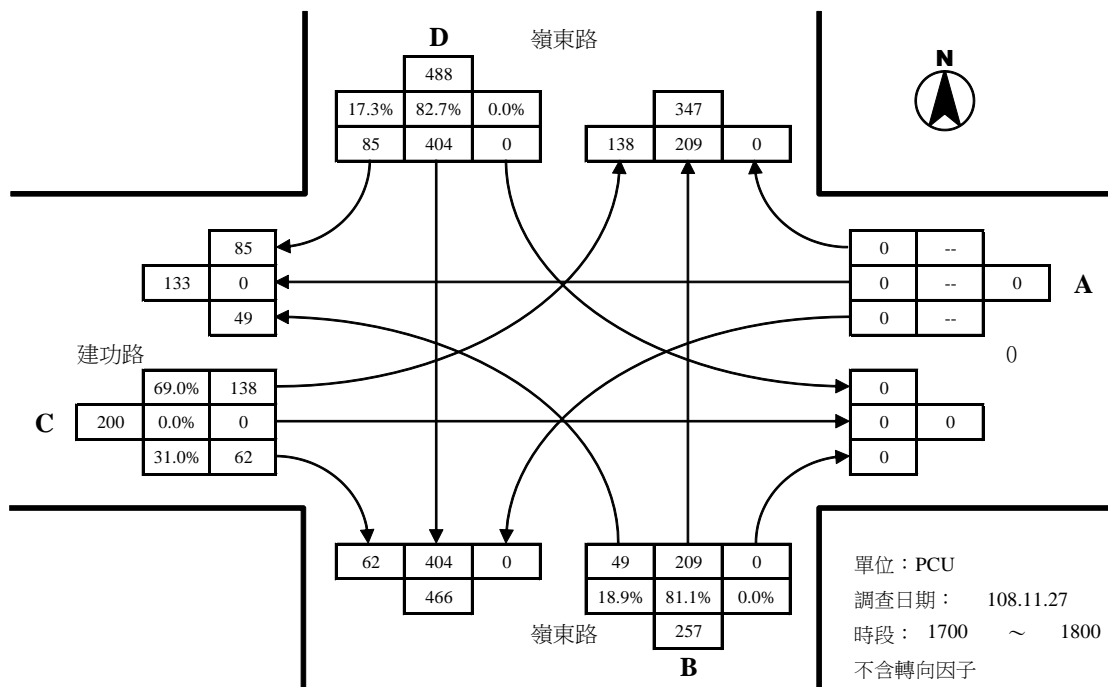 D 嶺東路
N
488
17.3% 82.7% 0.0%
85 404 0
347
138 209 0
85
133 0
49
0 --
0 -- 0
0 --
A
建功路
0
69.0% 138
200 0.0% 0
31.0% 62
C
0
0 0
0
62 404 0
466
49 209 0
18.9% 81.1% 0.0%
257
嶺東路
B
單位：PCU
調查日期： 108.11.27
時段： 1700 ～ 1800
不含轉向因子